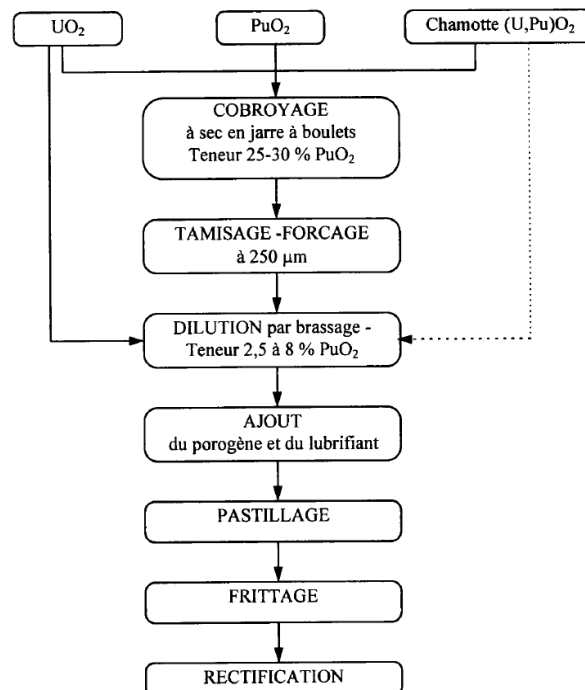 UO₂
PuO₂
Chamotte (U,Pu)O₂
COBROYAGE
à sec en jarre à boulets
Teneur 25-30 % PuO₂
TAMISAGE -FORCAGE
à 250 µm
DILUTION par brassage -
Teneur 2,5 à 8 % PuO₂
AJOUT
du porogène et du lubrifiant
PASTILLAGE
FRITTAGE
RECTIFICATION